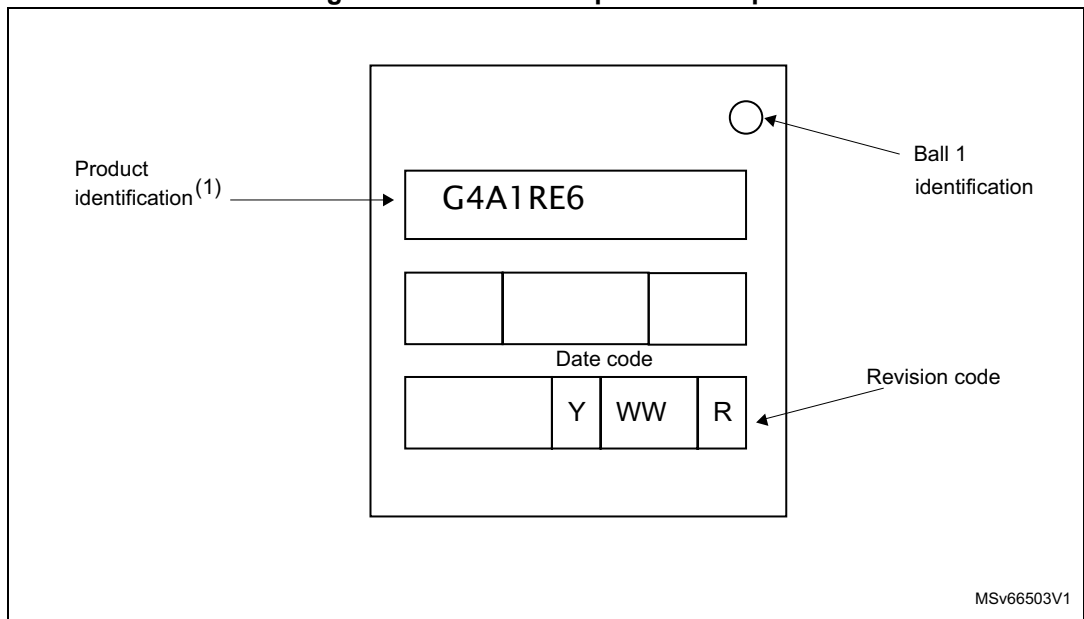 Product
identification(1)
Ball 1
identification
G4A1RE6
Date code
Y WW R
Revision code
MSv66503V1